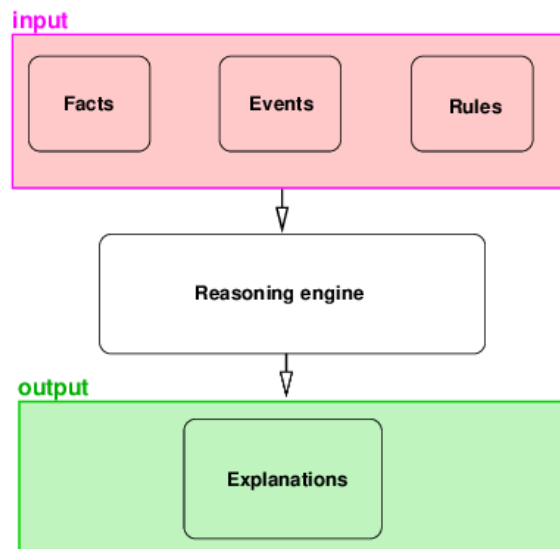 input
Facts
Events
Rules
Reasoning engine
output
Explanations